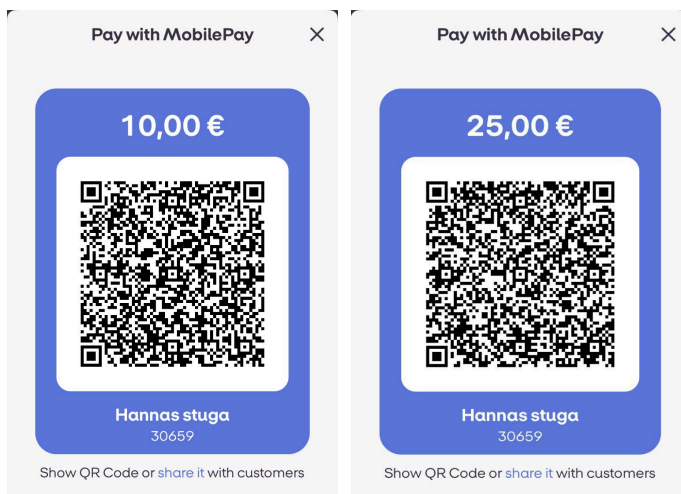 Pay with MobilePay
10,00 €
Hannas stuga
30659
Show QR Code or share it with customers
Pay with MobilePay
25,00 €
Hannas stuga
30659
Show QR Code or share it with customers